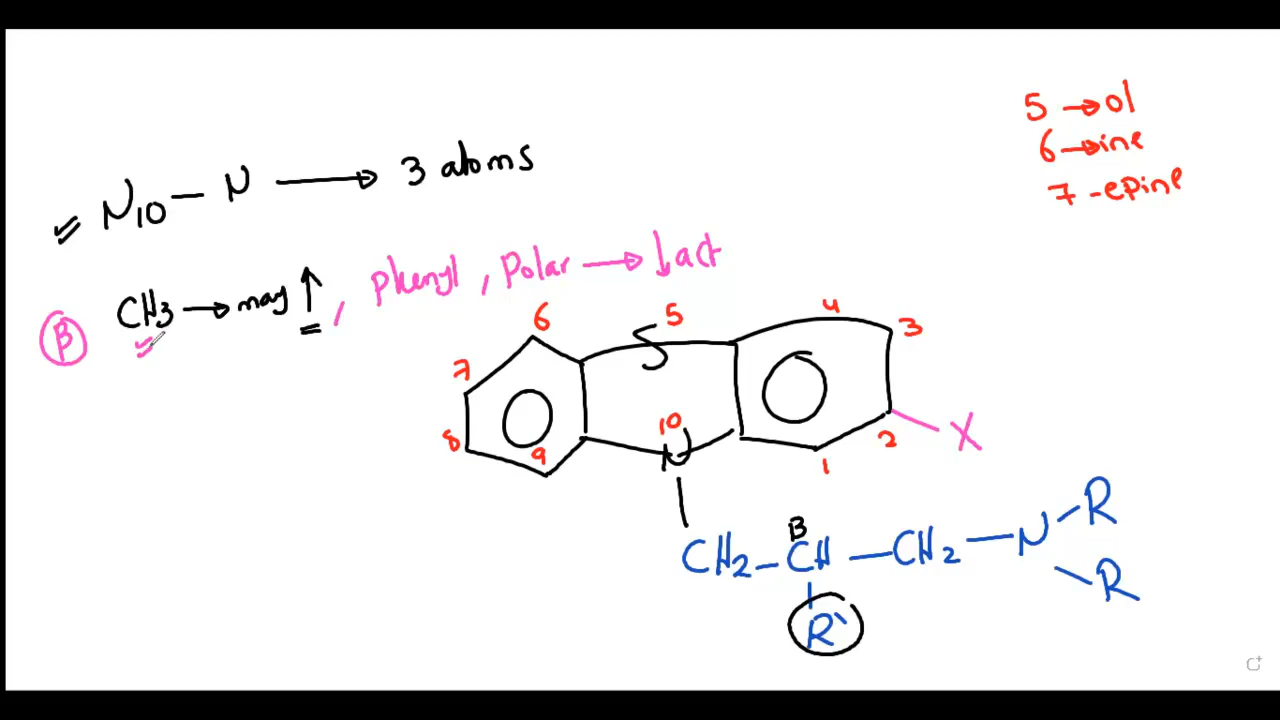 5 → ol
6 → ine
7 - epine
N10 — N → 3 atoms
β CH3 → may ↑, phenyl, Polar → ↓ act
6 5 4 3
7
8 9 10 N 1 2 X
CH2 — CH — CH2 — N — R
B
R
R'